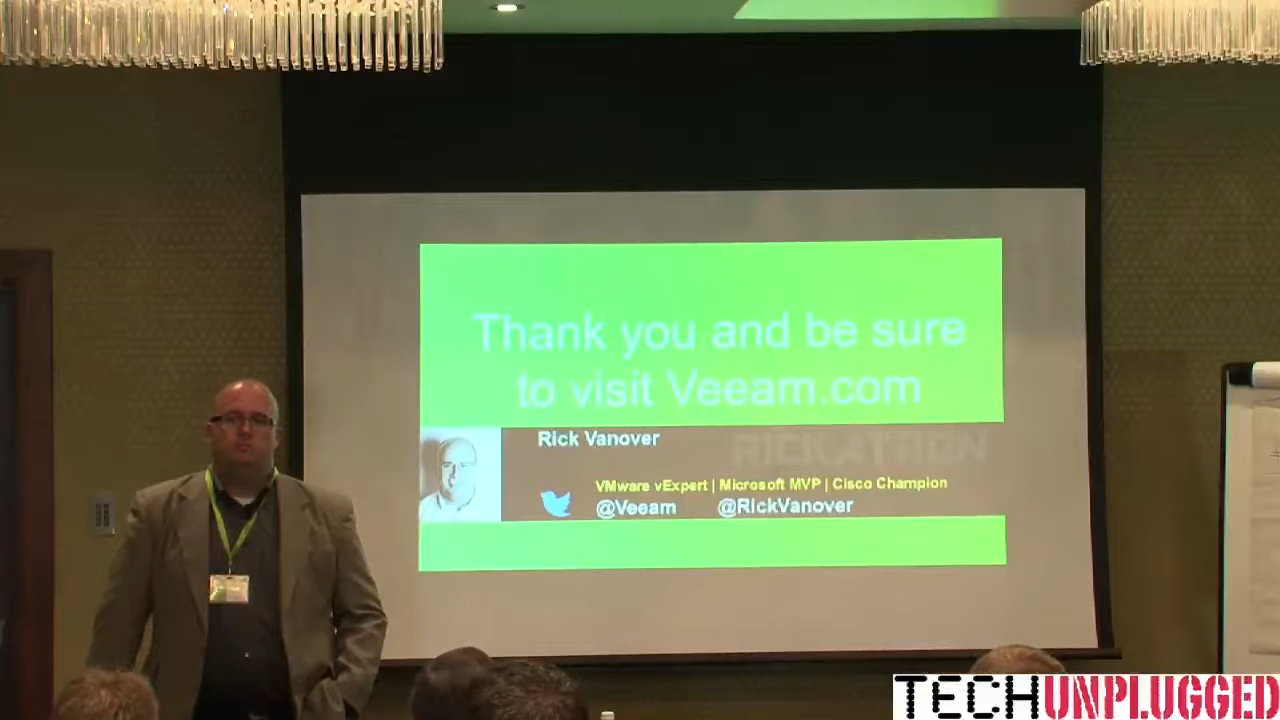 Thank you and be sure
to visit Veeam.com
Rick Vanover
RICKATRON
VMware vExpert | Microsoft MVP | Cisco Champion
@Veeam @RickVanover
TECHUNPLUGGED